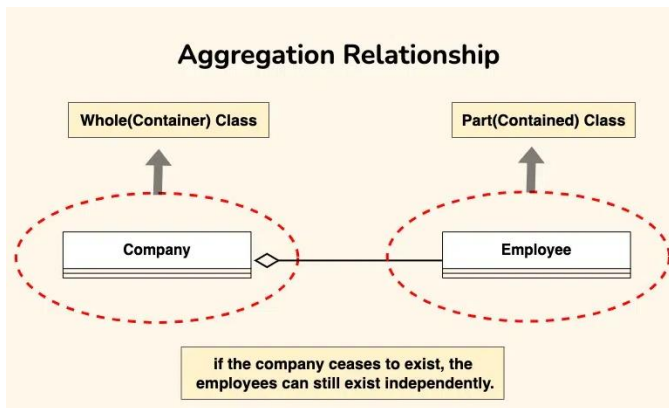 Aggregation Relationship
Whole(Container) Class
Part(Contained) Class
Company
Employee
if the company ceases to exist, the
employees can still exist independently.